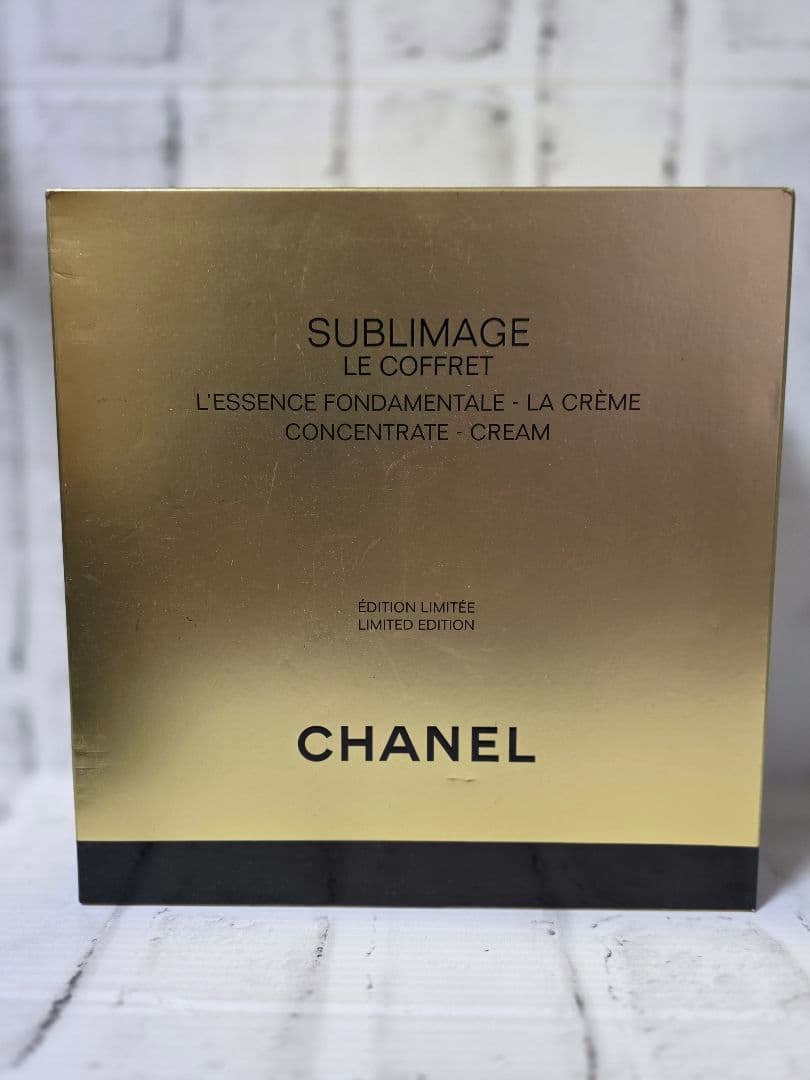 SUBLIMAGE
LE COFFRET
L'ESSENCE FONDAMENTALE - LA CRÈME
CONCENTRATE - CREAM
ÉDITION LIMITÉE
LIMITED EDITION
CHANEL